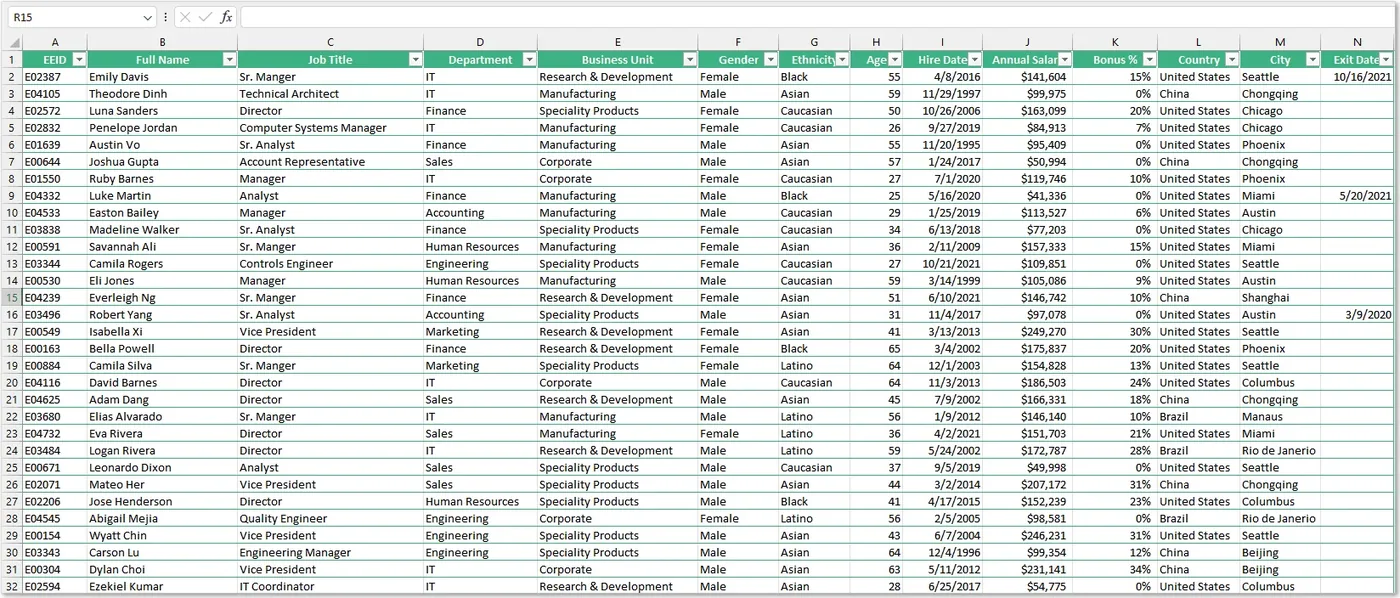 R15 fx
A B C D E F G H I J K L M N
1 EEID Full Name Job Title Department Business Unit Gender Ethnicity Age Hire Date Annual Salar Bonus % Country City Exit Date
2 E02387 Emily Davis Sr. Manger IT Research & Development Female Black 55 4/8/2016 $141,604 15% United States Seattle 10/16/2021
3 E04105 Theodore Dinh Technical Architect IT Manufacturing Male Asian 59 11/29/1997 $99,975 0% China Chongqing
4 E02572 Luna Sanders Director Finance Speciality Products Female Caucasian 50 10/26/2006 $163,099 20% United States Chicago
5 E02832 Penelope Jordan Computer Systems Manager IT Manufacturing Female Caucasian 26 9/27/2019 $84,913 7% United States Chicago
6 E01639 Austin Vo Sr. Analyst Finance Manufacturing Male Asian 55 11/20/1995 $95,409 0% United States Phoenix
7 E00644 Joshua Gupta Account Representative Sales Corporate Male Asian 57 1/24/2017 $50,994 0% China Chongqing
8 E01550 Ruby Barnes Manager IT Corporate Female Caucasian 27 7/1/2020 $119,746 10% United States Phoenix
9 E04332 Luke Martin Analyst Finance Manufacturing Male Black 25 5/16/2020 $41,336 0% United States Miami 5/20/2021
10 E04533 Easton Bailey Manager Accounting Manufacturing Male Caucasian 29 1/25/2019 $113,527 6% United States Austin
11 E03838 Madeline Walker Sr. Analyst Finance Speciality Products Female Caucasian 34 6/13/2018 $77,203 0% United States Chicago
12 E00591 Savannah Ali Sr. Manger Human Resources Manufacturing Female Asian 36 2/11/2009 $157,333 15% United States Miami
13 E03344 Camila Rogers Controls Engineer Engineering Speciality Products Female Caucasian 27 10/21/2021 $109,851 0% United States Seattle
14 E00530 Eli Jones Manager Human Resources Manufacturing Male Caucasian 59 3/14/1999 $105,086 9% United States Austin
15 E04239 Everleigh Ng Sr. Manger Finance Research & Development Female Asian 51 6/10/2021 $146,742 10% China Shanghai
16 E03496 Robert Yang Sr. Analyst Accounting Speciality Products Male Asian 31 11/4/2017 $97,078 0% United States Austin 3/9/2020
17 E00549 Isabella Xi Vice President Marketing Research & Development Female Asian 41 3/13/2013 $249,270 30% United States Seattle
18 E00163 Bella Powell Director Finance Research & Development Female Black 65 3/4/2002 $175,837 20% United States Phoenix
19 E00884 Camila Silva Sr. Manger Marketing Speciality Products Female Latino 64 12/1/2003 $154,828 13% United States Seattle
20 E04116 David Barnes Director IT Corporate Male Caucasian 64 11/3/2013 $186,503 24% United States Columbus
21 E04625 Adam Dang Director Sales Research & Development Male Asian 45 7/9/2002 $166,331 18% China Chongqing
22 E03680 Elias Alvarado Sr. Manger IT Manufacturing Male Latino 56 1/9/2012 $146,140 10% Brazil Manaus
23 E04732 Eva Rivera Director Sales Manufacturing Female Latino 36 4/2/2021 $151,703 21% United States Miami
24 E03484 Logan Rivera Director IT Research & Development Male Latino 59 5/24/2002 $172,787 28% Brazil Rio de Janerio
25 E00671 Leonardo Dixon Analyst Sales Speciality Products Male Caucasian 37 9/5/2019 $49,998 0% United States Seattle
26 E02071 Mateo Her Vice President Sales Speciality Products Male Asian 44 3/2/2014 $207,172 31% China Chongqing
27 E02206 Jose Henderson Director Human Resources Speciality Products Male Black 41 4/17/2015 $152,239 23% United States Columbus
28 E04545 Abigail Mejia Quality Engineer Engineering Corporate Female Latino 56 2/5/2005 $98,581 0% Brazil Rio de Janerio
29 E00154 Wyatt Chin Vice President Engineering Speciality Products Male Asian 43 6/7/2004 $246,231 31% United States Seattle
30 E03343 Carson Lu Engineering Manager Engineering Speciality Products Male Asian 64 12/4/1996 $99,354 12% China Beijing
31 E00304 Dylan Choi Vice President IT Corporate Male Asian 63 5/11/2012 $231,141 34% China Beijing
32 E02594 Ezekiel Kumar IT Coordinator IT Research & Development Male Asian 28 6/25/2017 $54,775 0% United States Columbus